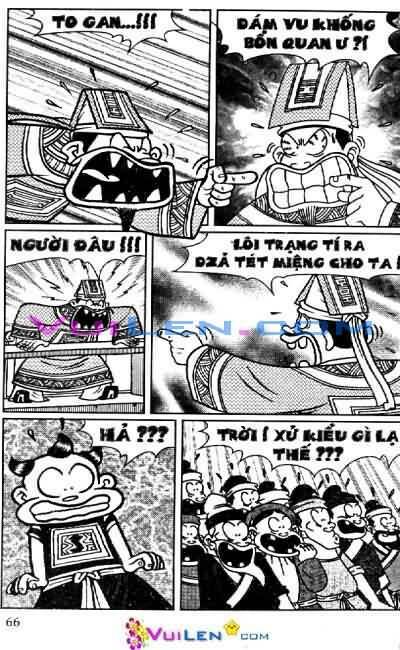 TO GAN...!!!
DÁM VU KHỐNG
BỔN QUAN Ư ?!
NGƯỜI ĐÂU !!!
LÔI TRẠNG TÍ RA
DZẢ TÉT MIỆNG CHO TA !
VUILEN.COM
HẢ ???
TRỜI ! XỬ KIỂU GÌ LẠ
THẾ ???
66
VUILEN.COM